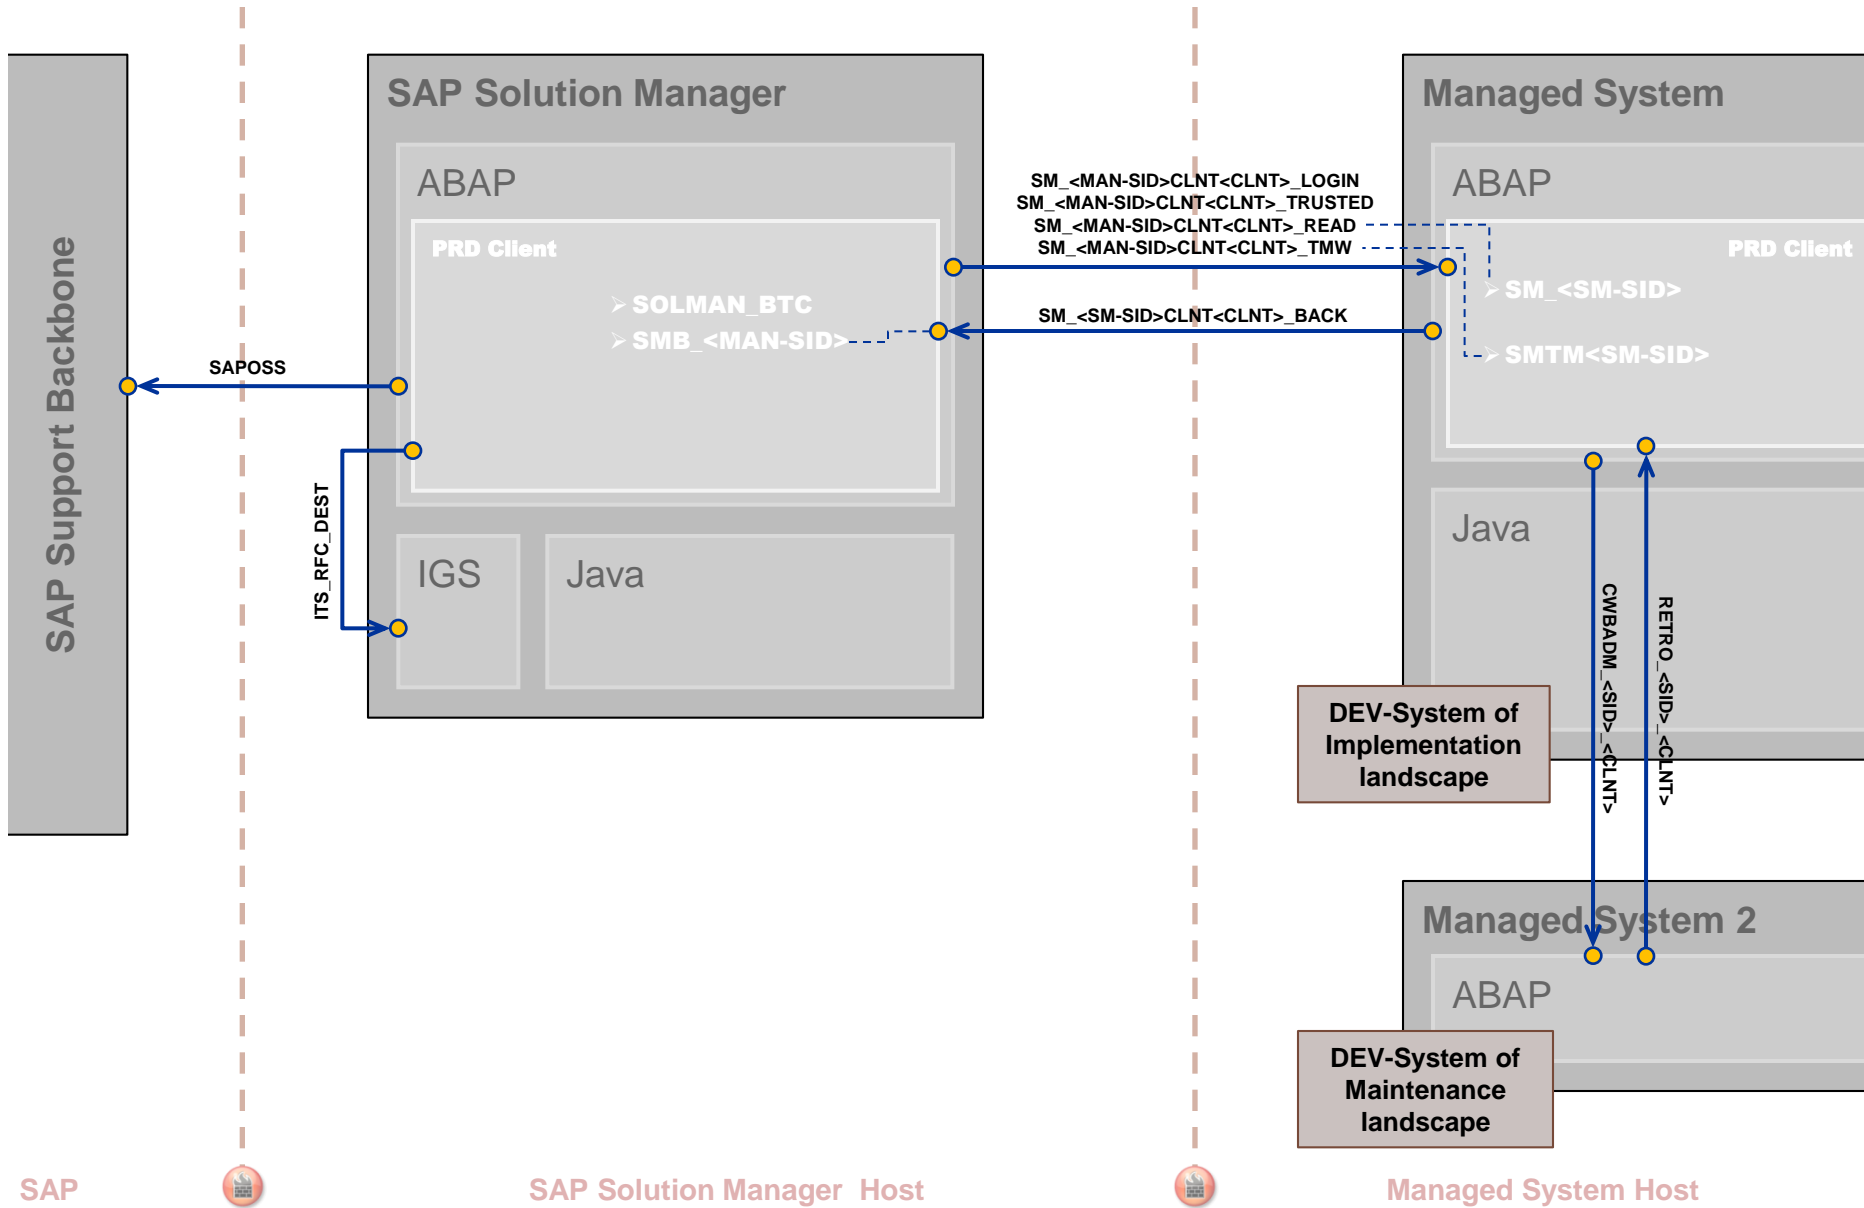 SAP Support Backbone
SAP Solution Manager
ABAP
PRD Client
SOLMAN_BTC
SMB_<MAN-SID>
SAPOSS
ITS_RFC_DEST
IGS
Java
SM_<MAN-SID>CLNT<CLNT>_LOGIN
SM_<MAN-SID>CLNT<CLNT>_TRUSTED
SM_<MAN-SID>CLNT<CLNT>_READ
SM_<MAN-SID>CLNT<CLNT>_TMW
SM_<SM-SID>CLNT<CLNT>_BACK
Managed System
ABAP
PRD Client
SM_<SM-SID>
SMTM<SM-SID>
Java
CWBADM_<SID>_<CLNT>
RETRO_<SID>_<CLNT>
DEV-System of
Implementation
landscape
Managed System 2
ABAP
DEV-System of
Maintenance
landscape
SAP
SAP Solution Manager Host
Managed System Host